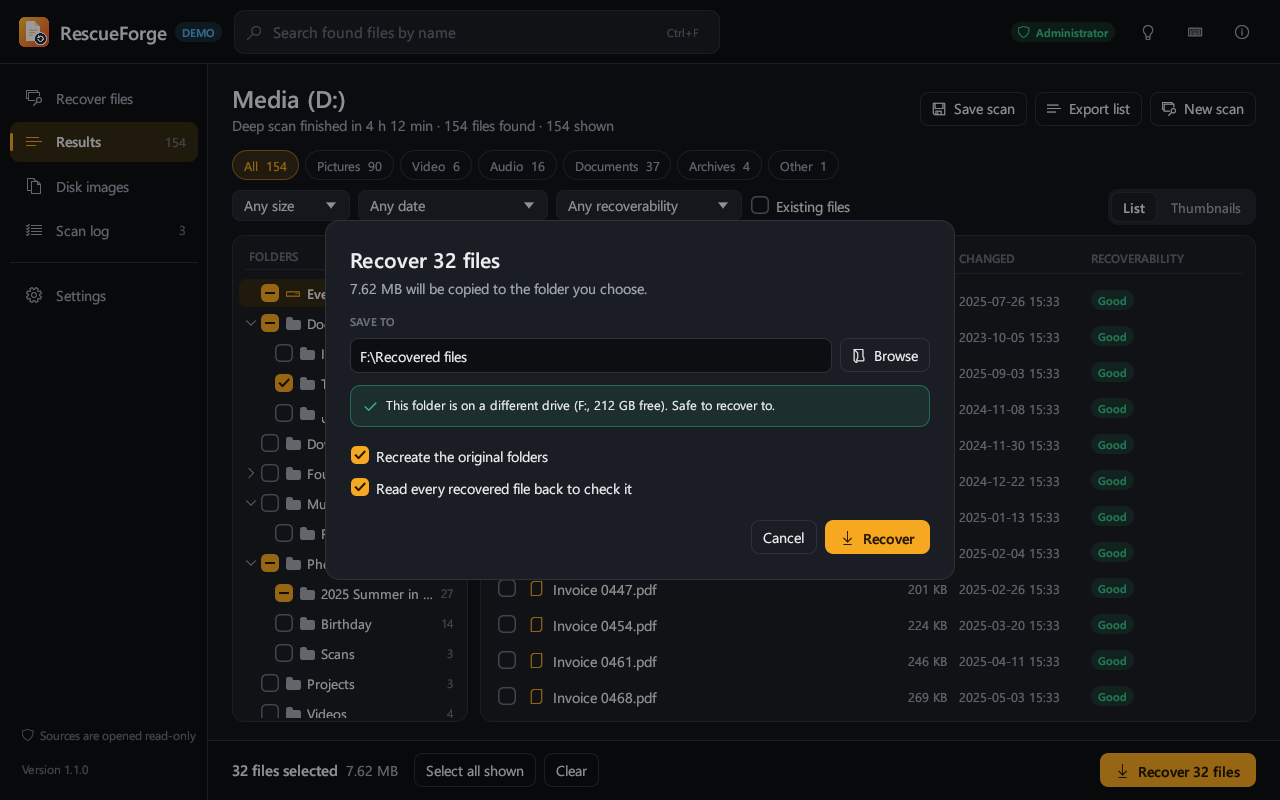 RescueForge DEMO
Search found files by name Ctrl+F
Administrator
Recover files
Results 154
Disk images
Scan log 3
Settings
Sources are opened read-only
Version 1.1.0
Media (D:)
Deep scan finished in 4 h 12 min · 154 files found · 154 shown
Save scan
Export list
New scan
All 154
Pictures 90
Video 6
Audio 16
Documents 37
Archives 4
Other 1
Any size
Any date
Any recoverability
Existing files
List
Thumbnails
FOLDERS
2025 Summer in ... 27
Birthday 14
Scans 3
Projects 3
Videos 4
CHANGED RECOVERABILITY
2025-07-26 15:33 Good
2023-10-05 15:33 Good
2025-09-03 15:33 Good
2024-11-08 15:33 Good
2024-11-30 15:33 Good
2024-12-22 15:33 Good
2025-01-13 15:33 Good
2025-02-04 15:33 Good
Invoice 0447.pdf 201 KB 2025-02-26 15:33 Good
Invoice 0454.pdf 224 KB 2025-03-20 15:33 Good
Invoice 0461.pdf 246 KB 2025-04-11 15:33 Good
Invoice 0468.pdf 269 KB 2025-05-03 15:33 Good
Recover 32 files
7.62 MB will be copied to the folder you choose.
SAVE TO
F:\Recovered files
Browse
This folder is on a different drive (F:, 212 GB free). Safe to recover to.
Recreate the original folders
Read every recovered file back to check it
Cancel
Recover
32 files selected 7.62 MB
Select all shown
Clear
Recover 32 files